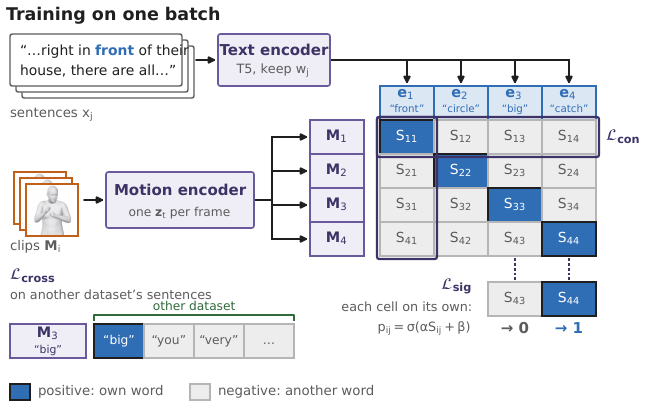 Training on one batch
“…right in front of their
house, there are all…”
sentences xj
Text encoder
T5, keep wj
e1 e2 e3 e4
“front” “circle” “big” “catch”
M1 S11 S12 S13 S14
ℒcon
M2 S21 S22 S23 S24
M3 S31 S32 S33 S34
M4 S41 S42 S43 S44
Motion encoder
one zt per frame
clips Mi
ℒcross
on another dataset’s sentences
other dataset
M3
“big”
“big” “you” “very” …
ℒsig
each cell on its own:
pij = σ(αSij + β)
S43 S44
→ 0 → 1
positive: own word
negative: another word